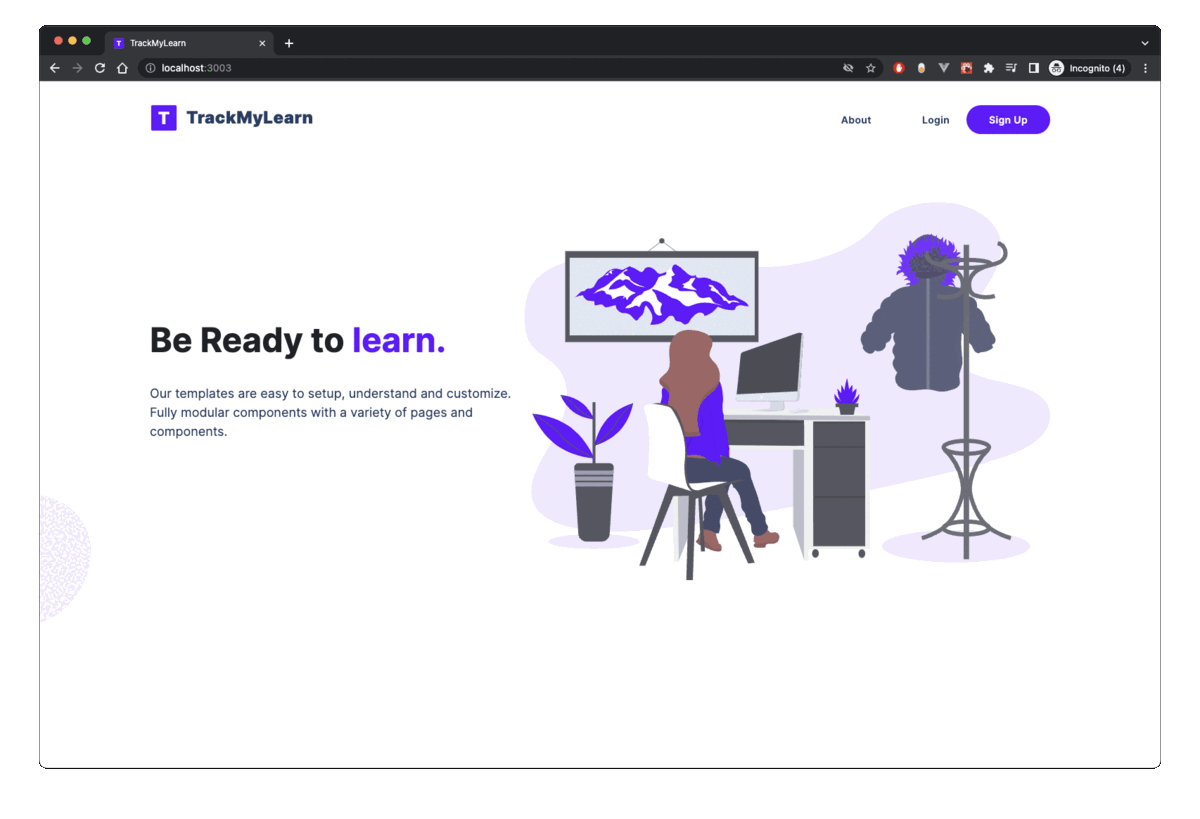 T TrackMyLearn
localhost:3003
Incognito (4)
T TrackMyLearn
About
Login
Sign Up
Be Ready to learn.
Our templates are easy to setup, understand and customize.
Fully modular components with a variety of pages and
components.